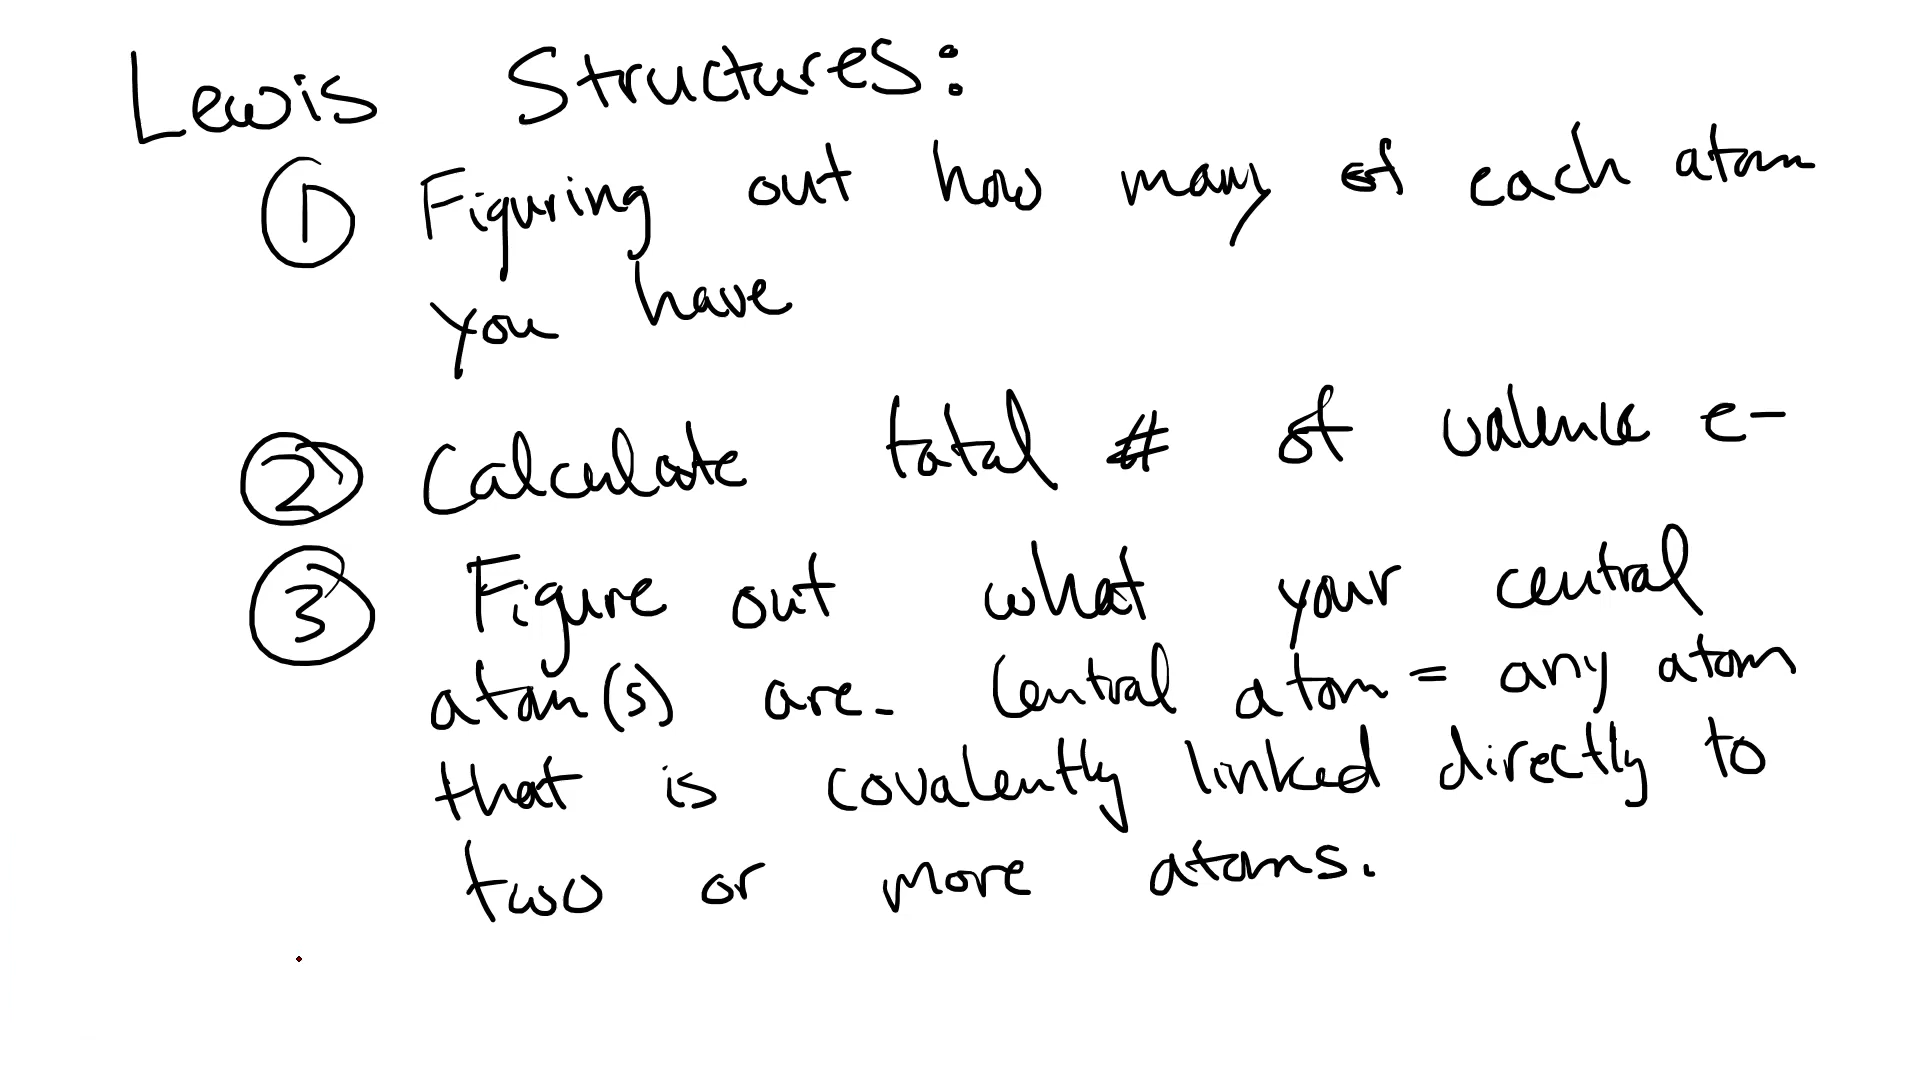 Lewis Structures:
① Figuring out how many of each atom
you have
② Calculate total # of valence e-
③ Figure out what your central
atom(s) are. Central atom = any atom
that is covalently linked directly to
two or more atoms.